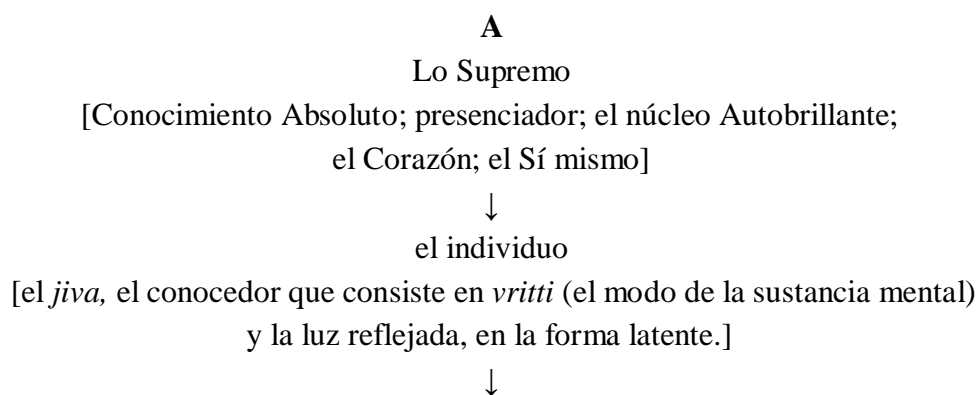 A
Lo Supremo
[Conocimiento Absoluto; presenciador; el núcleo Autobrillante;
el Corazón; el Sí mismo]
↓
el individuo
[el jiva, el conocedor que consiste en vritti (el modo de la sustancia mental)
y la luz reflejada, en la forma latente.]
↓